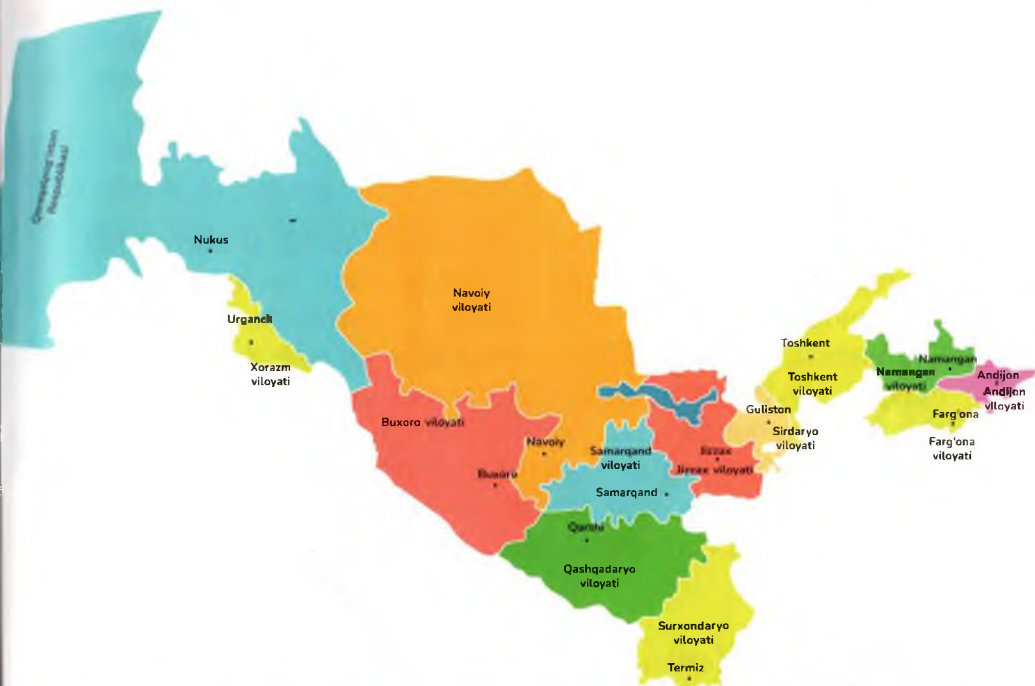 Qoraqalpog'iston
Respublikasi
Nukus
Urganch
Xorazm
viloyati
Navoiy
viloyati
Buxoro viloyati
Buxoro
Navoiy
Samarqand
viloyati
Samarqand
Jizzax
Jizzax viloyati
Guliston
Sirdaryo
viloyati
Toshkent
Toshkent
viloyati
Namangan
Namangan
viloyati
Andijon
Andijon
viloyati
Farg'ona
Farg'ona
viloyati
Qarshi
Qashqadaryo
viloyati
Surxondaryo
viloyati
Termiz